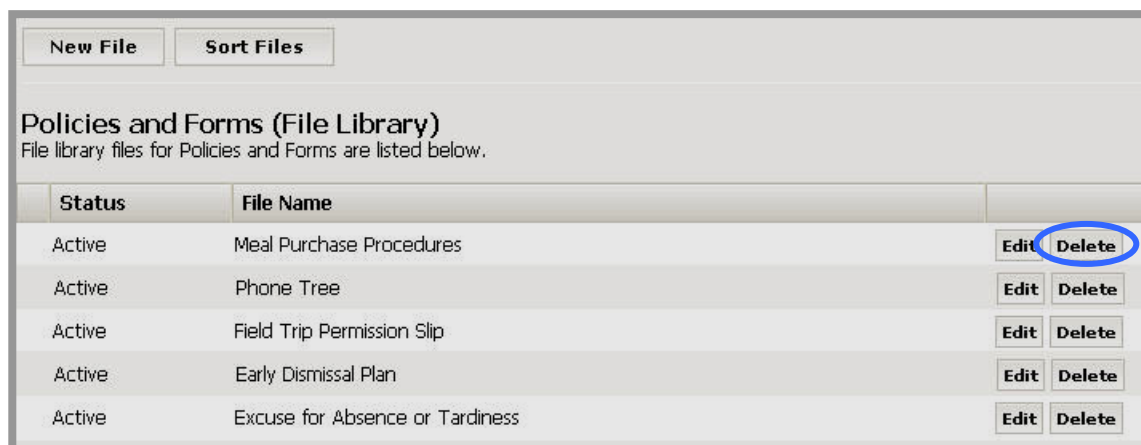 New File Sort Files
Policies and Forms (File Library)
File library files for Policies and Forms are listed below.
Status File Name
Active Meal Purchase Procedures Edit Delete
Active Phone Tree Edit Delete
Active Field Trip Permission Slip Edit Delete
Active Early Dismissal Plan Edit Delete
Active Excuse for Absence or Tardiness Edit Delete